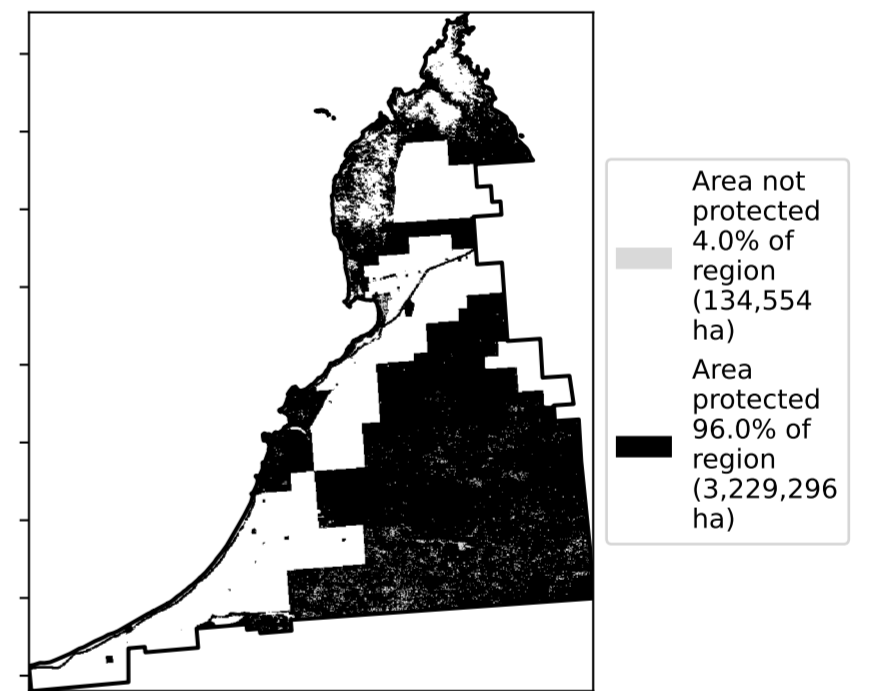 Area not
protected
4.0% of
region
(134,554
ha)
Area
protected
96.0% of
region
(3,229,296
ha)